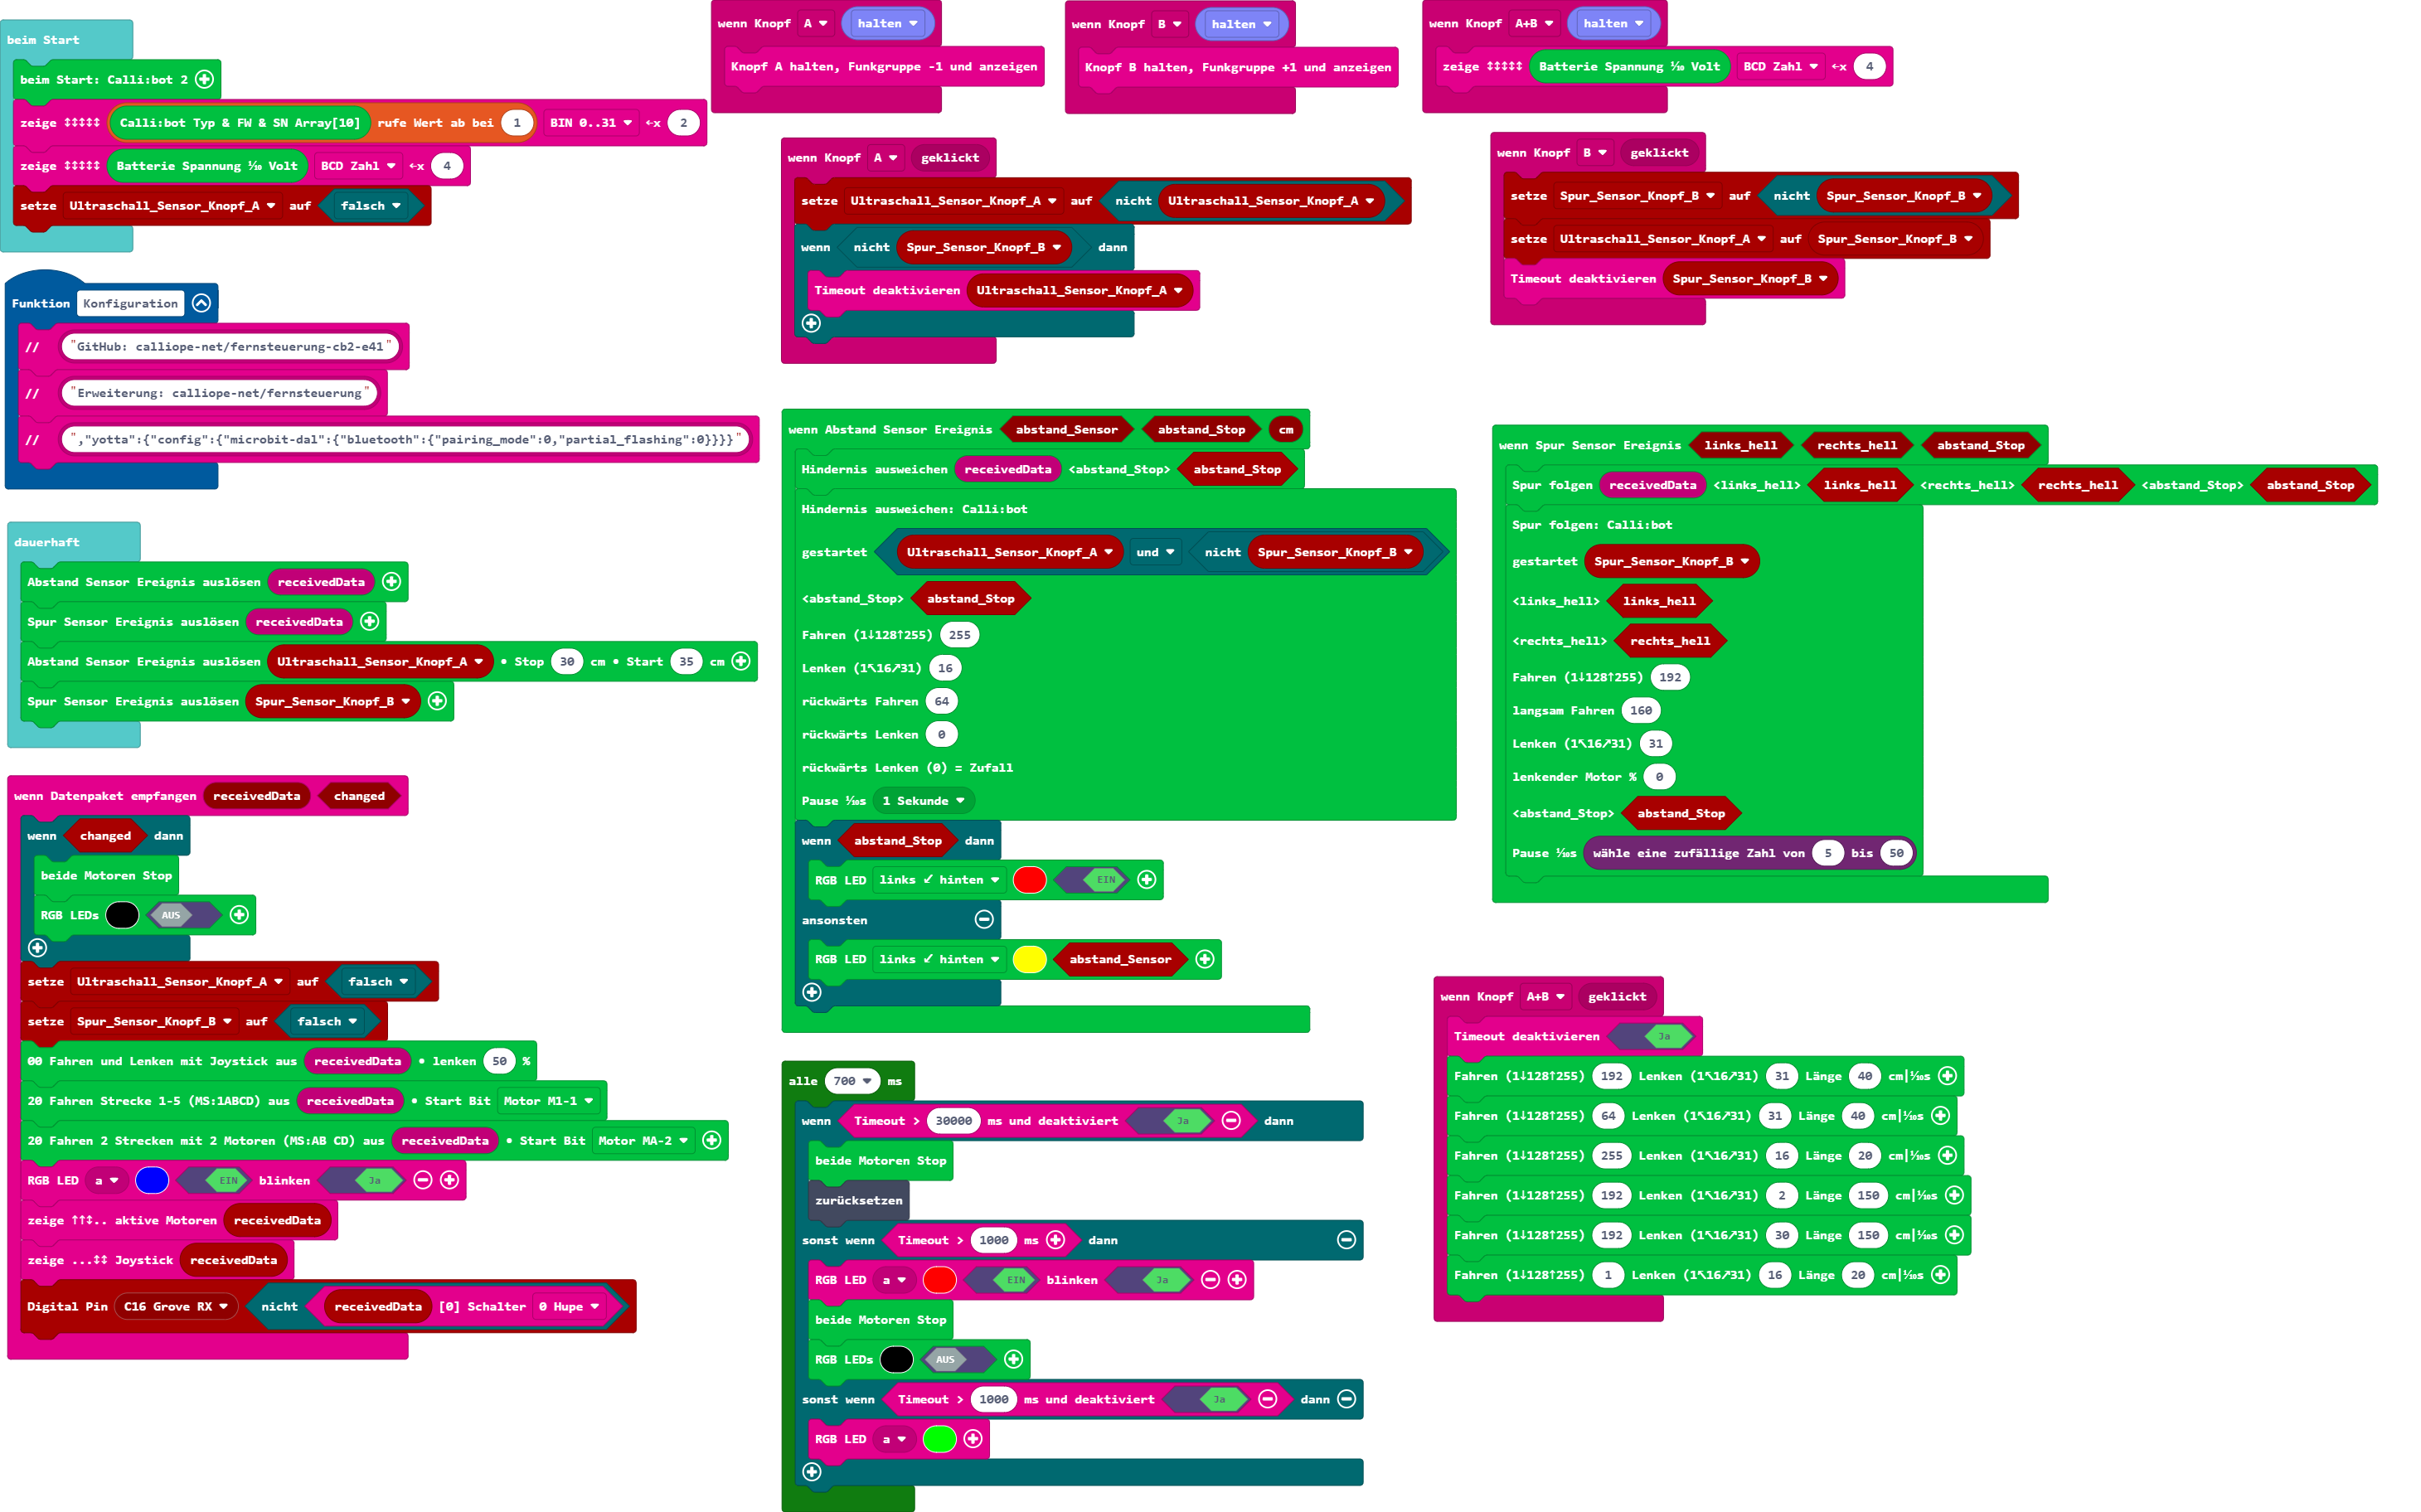 beim Start
beim Start: Calli:bot 2
zeige ↕↕↕↕↕ Calli:bot Typ & FW & SN Array[10] rufe Wert ab bei 1 BIN 0..31 ↶x 2
zeige ↕↕↕↕↕ Batterie Spannung ⅒ Volt BCD Zahl ↶x 4
setze Ultraschall_Sensor_Knopf_A auf falsch
Funktion Konfiguration
// "GitHub: calliope-net/fernsteuerung-cb2-e41"
// "Erweiterung: calliope-net/fernsteuerung"
// ","yotta":{"config":{"microbit-dal":{"bluetooth":{"pairing_mode":0,"partial_flashing":0}}}}"
dauerhaft
Abstand Sensor Ereignis auslösen receivedData
Spur Sensor Ereignis auslösen receivedData
Abstand Sensor Ereignis auslösen Ultraschall_Sensor_Knopf_A • Stop 30 cm • Start 35 cm
Spur Sensor Ereignis auslösen Spur_Sensor_Knopf_B
wenn Datenpaket empfangen receivedData changed
wenn changed dann
beide Motoren Stop
RGB LEDs AUS
setze Ultraschall_Sensor_Knopf_A auf falsch
setze Spur_Sensor_Knopf_B auf falsch
00 Fahren und Lenken mit Joystick aus receivedData • lenken 50 %
20 Fahren Strecke 1-5 (MS:1ABCD) aus receivedData • Start Bit Motor M1-1
20 Fahren 2 Strecken mit 2 Motoren (MS:AB CD) aus receivedData • Start Bit Motor MA-2
RGB LED a EIN blinken Ja
zeige ↑↑↕.. aktive Motoren receivedData
zeige ...↕↕ Joystick receivedData
Digital Pin C16 Grove RX nicht receivedData [0] Schalter 0 Hupe
wenn Knopf A halten
Knopf A halten, Funkgruppe -1 und anzeigen
wenn Knopf B halten
Knopf B halten, Funkgruppe +1 und anzeigen
wenn Knopf A+B halten
zeige ↕↕↕↕↕ Batterie Spannung ⅒ Volt BCD Zahl ↶x 4
wenn Knopf A geklickt
setze Ultraschall_Sensor_Knopf_A auf nicht Ultraschall_Sensor_Knopf_A
wenn nicht Spur_Sensor_Knopf_B dann
Timeout deaktivieren Ultraschall_Sensor_Knopf_A
wenn Knopf B geklickt
setze Spur_Sensor_Knopf_B auf nicht Spur_Sensor_Knopf_B
setze Ultraschall_Sensor_Knopf_A auf Spur_Sensor_Knopf_B
Timeout deaktivieren Spur_Sensor_Knopf_B
wenn Abstand Sensor Ereignis abstand_Sensor abstand_Stop cm
Hindernis ausweichen receivedData <abstand_Stop> abstand_Stop
Hindernis ausweichen: Calli:bot
gestartet Ultraschall_Sensor_Knopf_A und nicht Spur_Sensor_Knopf_B
<abstand_Stop> abstand_Stop
Fahren (1↓128↑255) 255
Lenken (1↖16↗31) 16
rückwärts Fahren 64
rückwärts Lenken 0
rückwärts Lenken (0) = Zufall
Pause ⅒s 1 Sekunde
wenn abstand_Stop dann
RGB LED links ↙ hinten EIN
ansonsten
RGB LED links ↙ hinten abstand_Sensor
wenn Spur Sensor Ereignis links_hell rechts_hell abstand_Stop
Spur folgen receivedData <links_hell> links_hell <rechts_hell> rechts_hell <abstand_Stop> abstand_Stop
Spur folgen: Calli:bot
gestartet Spur_Sensor_Knopf_B
<links_hell> links_hell
<rechts_hell> rechts_hell
Fahren (1↓128↑255) 192
langsam Fahren 160
Lenken (1↖16↗31) 31
lenkender Motor % 0
<abstand_Stop> abstand_Stop
Pause ⅒s wähle eine zufällige Zahl von 5 bis 50
alle 700 ms
wenn Timeout > 30000 ms und deaktiviert Ja dann
beide Motoren Stop
zurücksetzen
sonst wenn Timeout > 1000 ms dann
RGB LED a EIN blinken Ja
beide Motoren Stop
RGB LEDs AUS
sonst wenn Timeout > 1000 ms und deaktiviert Ja dann
RGB LED a
wenn Knopf A+B geklickt
Timeout deaktivieren Ja
Fahren (1↓128↑255) 192 Lenken (1↖16↗31) 31 Länge 40 cm|⅒s
Fahren (1↓128↑255) 64 Lenken (1↖16↗31) 31 Länge 40 cm|⅒s
Fahren (1↓128↑255) 255 Lenken (1↖16↗31) 16 Länge 20 cm|⅒s
Fahren (1↓128↑255) 192 Lenken (1↖16↗31) 2 Länge 150 cm|⅒s
Fahren (1↓128↑255) 192 Lenken (1↖16↗31) 30 Länge 150 cm|⅒s
Fahren (1↓128↑255) 1 Lenken (1↖16↗31) 16 Länge 20 cm|⅒s